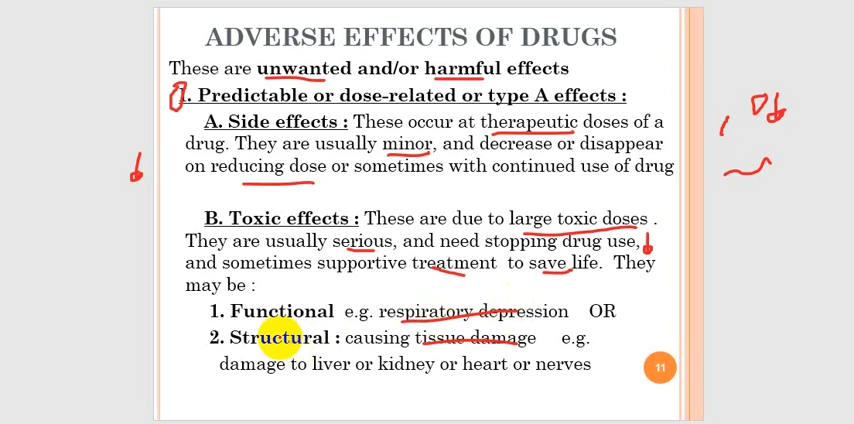 ADVERSE EFFECTS OF DRUGS
These are unwanted and/or harmful effects
I. Predictable or dose-related or type A effects :
A. Side effects : These occur at therapeutic doses of a
drug. They are usually minor, and decrease or disappear
on reducing dose or sometimes with continued use of drug
B. Toxic effects : These are due to large toxic doses .
They are usually serious, and need stopping drug use,
and sometimes supportive treatment to save life. They
may be :
1. Functional e.g. respiratory depression OR
2. Structural : causing tissue damage e.g.
damage to liver or kidney or heart or nerves
11